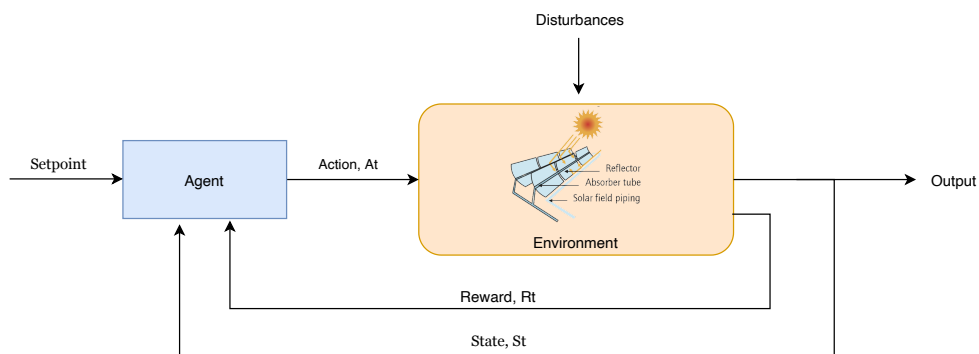 Disturbances
Setpoint
Agent
Action, At
Reflector
Absorber tube
Solar field piping
Environment
Output
Reward, Rt
State, St